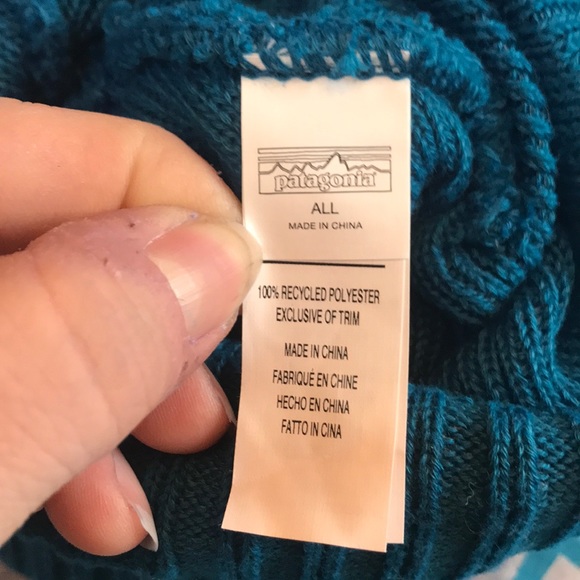 patagonia
ALL
MADE IN CHINA
100% RECYCLED POLYESTER
EXCLUSIVE OF TRIM
MADE IN CHINA
FABRIQUÉ EN CHINE
HECHO EN CHINA
FATTO IN CINA